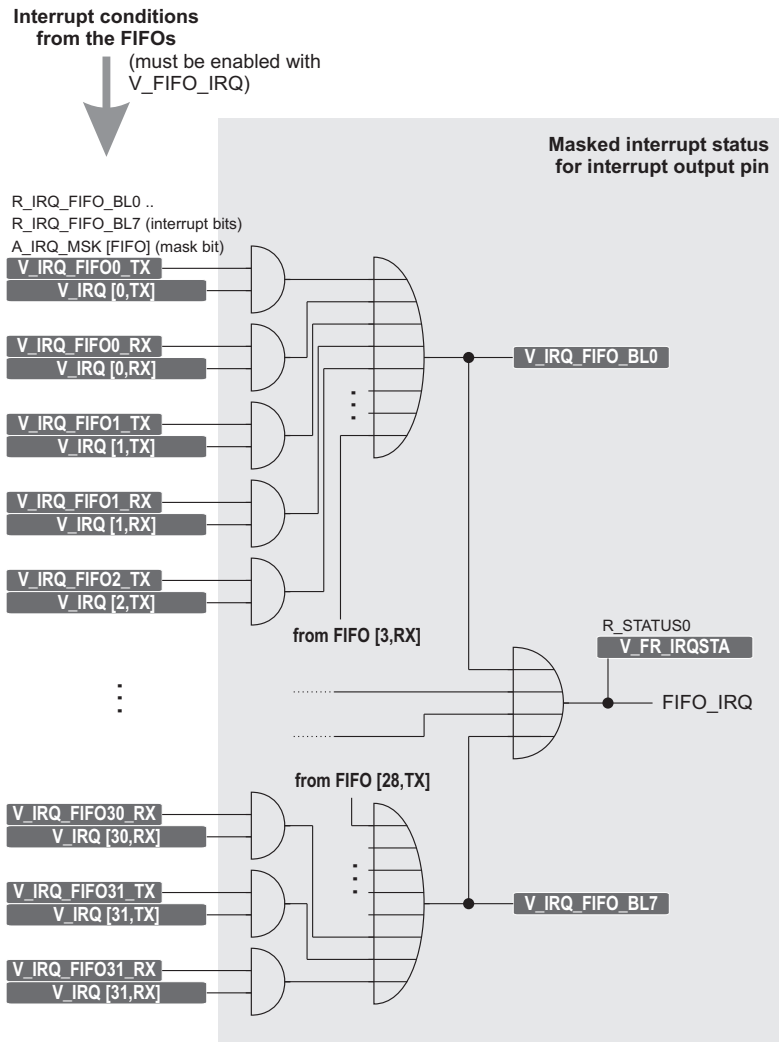 Interrupt conditions
from the FIFOs
(must be enabled with
V_FIFO_IRQ)
Masked interrupt status
for interrupt output pin
R_IRQ_FIFO_BL0 ..
R_IRQ_FIFO_BL7 (interrupt bits)
A_IRQ_MSK [FIFO] (mask bit)
V_IRQ_FIFO0_TX
V_IRQ [0,TX]
V_IRQ_FIFO0_RX
V_IRQ [0,RX]
V_IRQ_FIFO_BL0
V_IRQ_FIFO1_TX
V_IRQ [1,TX]
V_IRQ_FIFO1_RX
V_IRQ [1,RX]
V_IRQ_FIFO2_TX
V_IRQ [2,TX]
from FIFO [3,RX]
R_STATUS0
V_FR_IRQSTA
FIFO_IRQ
from FIFO [28,TX]
V_IRQ_FIFO30_RX
V_IRQ [30,RX]
V_IRQ_FIFO31_TX
V_IRQ [31,TX]
V_IRQ_FIFO_BL7
V_IRQ_FIFO31_RX
V_IRQ [31,RX]